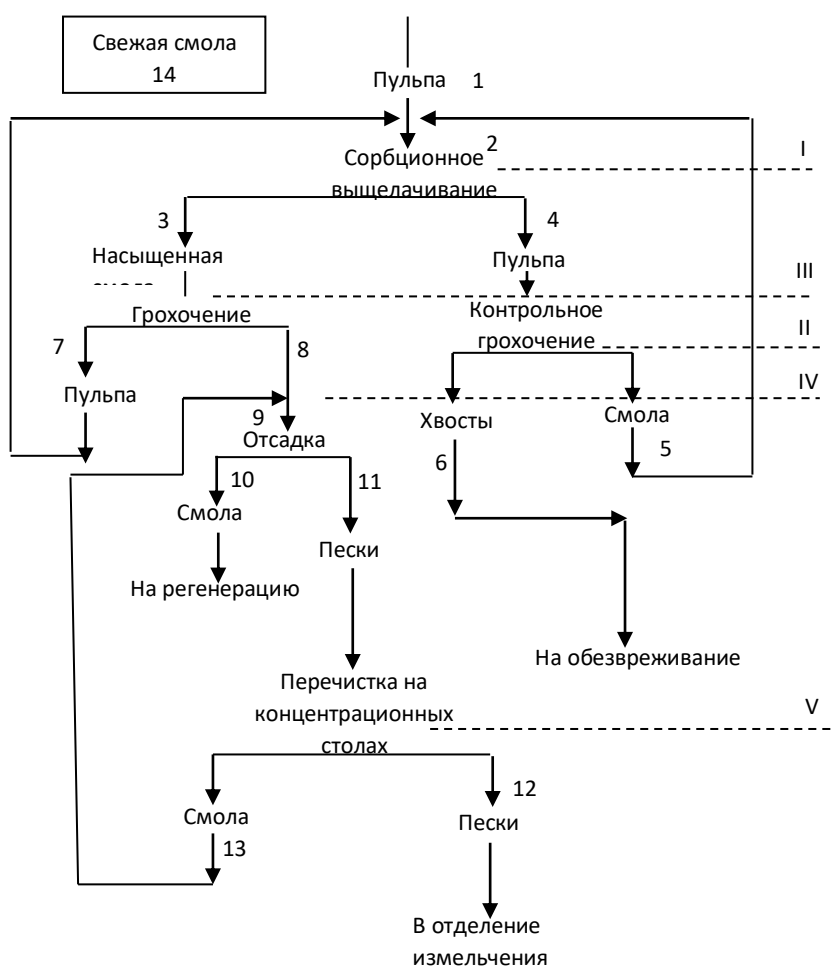 Свежая смола
14
Пульпа 1
2
Сорбционное
I
выщелачивание
3
4
Насыщенная
Пульпа
III
Грохочение
Контрольное
II
7
8
грохочение
IV
Пульпа
9
Хвосты
Смола
Отсадка
5
10
11
6
Смола
Пески
На регенерацию
На обезвреживание
Перечистка на
V
концентрационных
столах
12
Смола
Пески
13
В отделение
измельчения